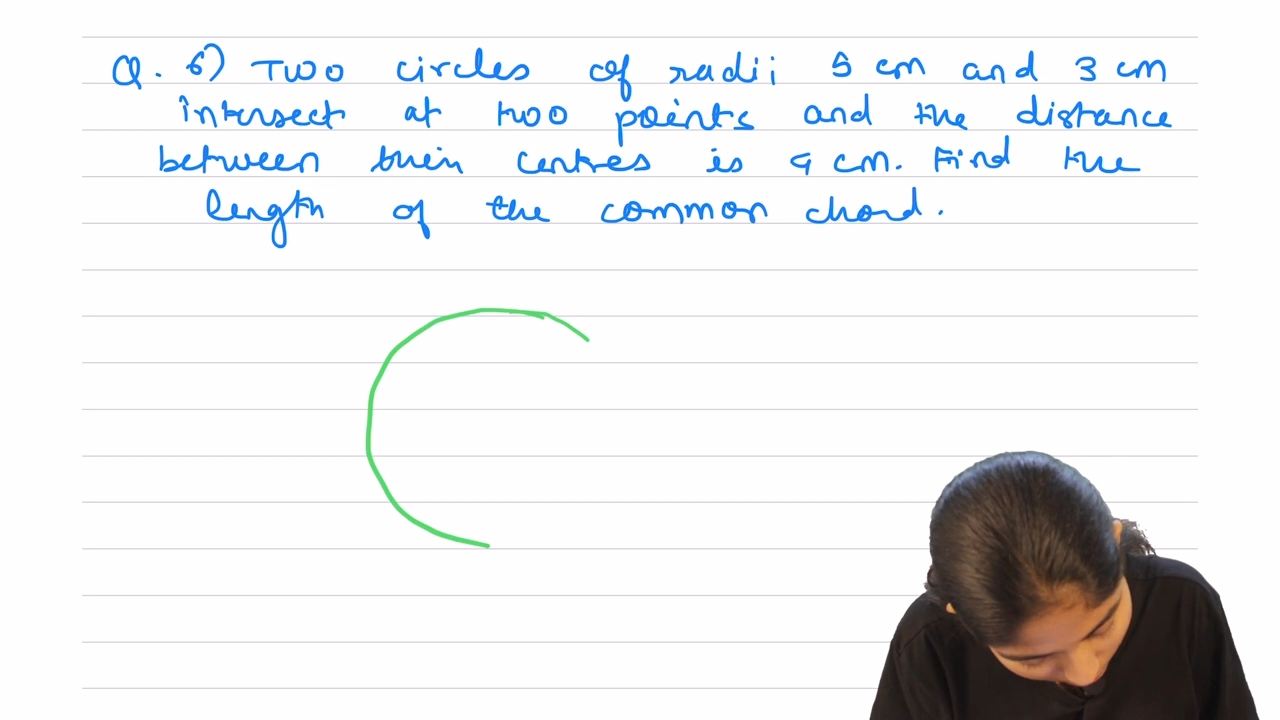 Q. 6) Two circles of radii 5 cm and 3 cm
intersect at two points and the distance
between their centres is 4 cm. Find the
length of the common chord.